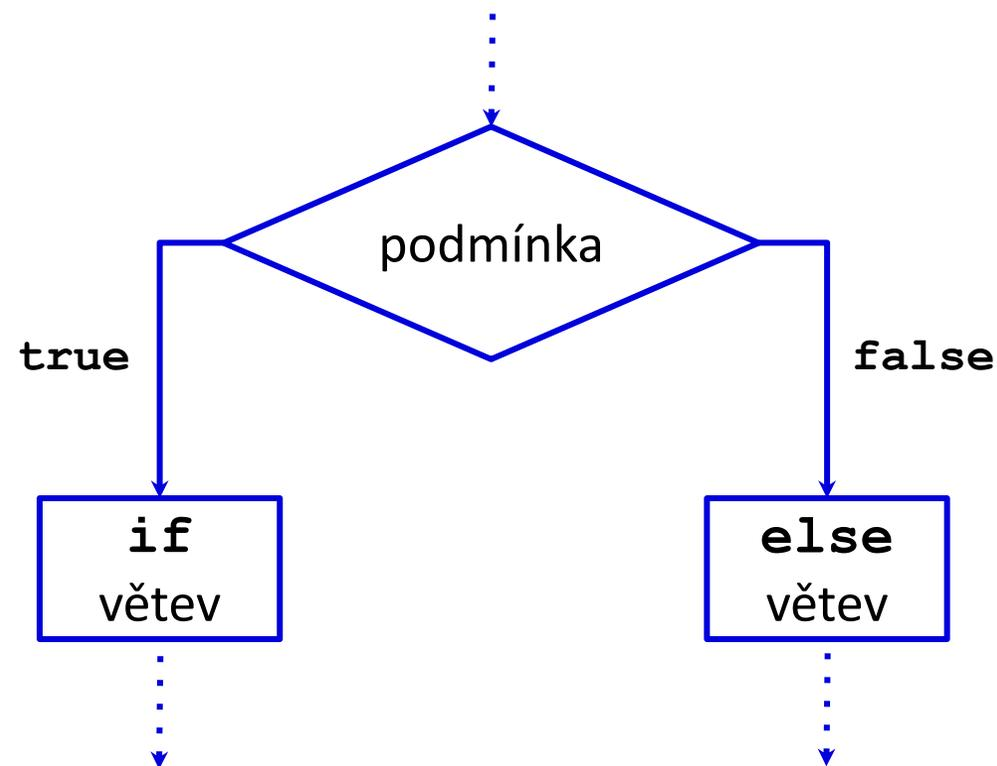 podmínka
true
false
if
větev
else
větev